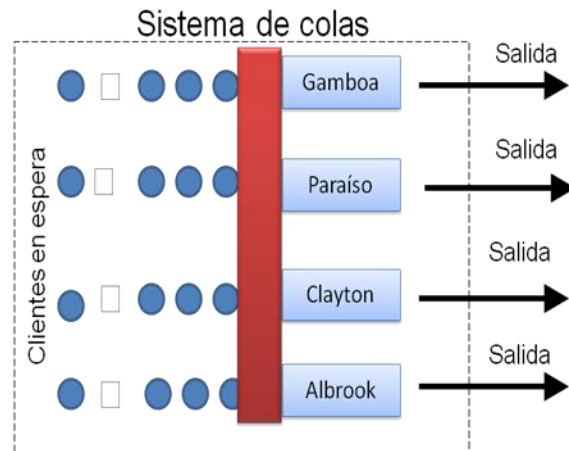 Sistema de colas
Clientes en espera
Gamboa
Salida
Paraíso
Salida
Clayton
Salida
Albrook
Salida